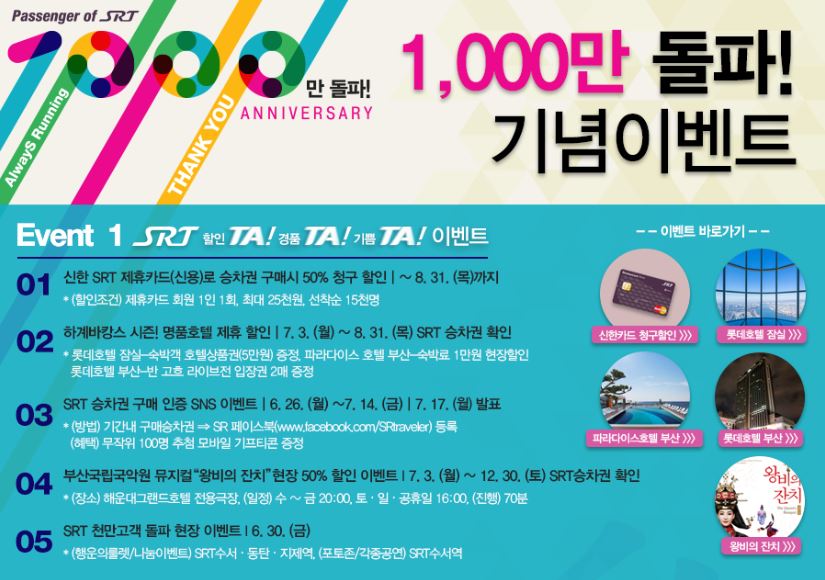 Passenger of SRT
1000만 돌파!
ANNIVERSARY
AlwayS Running
THANK YOU
1,000만 돌파!
기념이벤트
Event 1 SRT 할인 TA! 경품 TA! 기쁨 TA! 이벤트
01 신한 SRT 제휴카드(신용)로 승차권 구매시 50% 청구 할인 | ~ 8. 31. (목)까지
* (할인조건) 제휴카드 회원 1인 1회, 최대 25천원, 선착순 15천명
02 하계바캉스 시즌! 명품호텔 제휴 할인 | 7. 3. (월) ~ 8. 31. (목) SRT 승차권 확인
* 롯데호텔 잠실-숙박객 호텔상품권(5만원) 증정, 파라다이스 호텔 부산-숙박료 1만원 현장할인
롯데호텔 부산-반 고흐 라이브전 입장권 2매 증정
03 SRT 승차권 구매 인증 SNS 이벤트 | 6. 26. (월) ~7. 14. (금) | 7. 17. (월) 발표
* (방법) 기간내 구매승차권 ⇒ SR 페이스북(www.facebook.com/SRtraveler) 등록
(혜택) 무작위 100명 추첨 모바일 기프티콘 증정
04 부산국립국악원 뮤지컬 “왕비의 잔치” 현장 50% 할인 이벤트 | 7. 3. (월) ~ 12. 30. (토) SRT승차권 확인
* (장소) 해운대그랜드호텔 전용극장, (일정) 수 ~ 금 20:00, 토 · 일 · 공휴일 16:00, (진행) 70분
05 SRT 천만고객 돌파 현장 이벤트 | 6. 30. (금)
* (행운의룰렛/나눔이벤트) SRT수서 · 동탄 · 지제역, (포토존/각종공연) SRT수서역
-- 이벤트 바로가기 --
SRT
신한카드 청구할인 >>>
롯데호텔 잠실 >>>
파라다이스호텔 부산 >>>
롯데호텔 부산 >>>
왕비의
잔치
왕비의 잔치 >>>